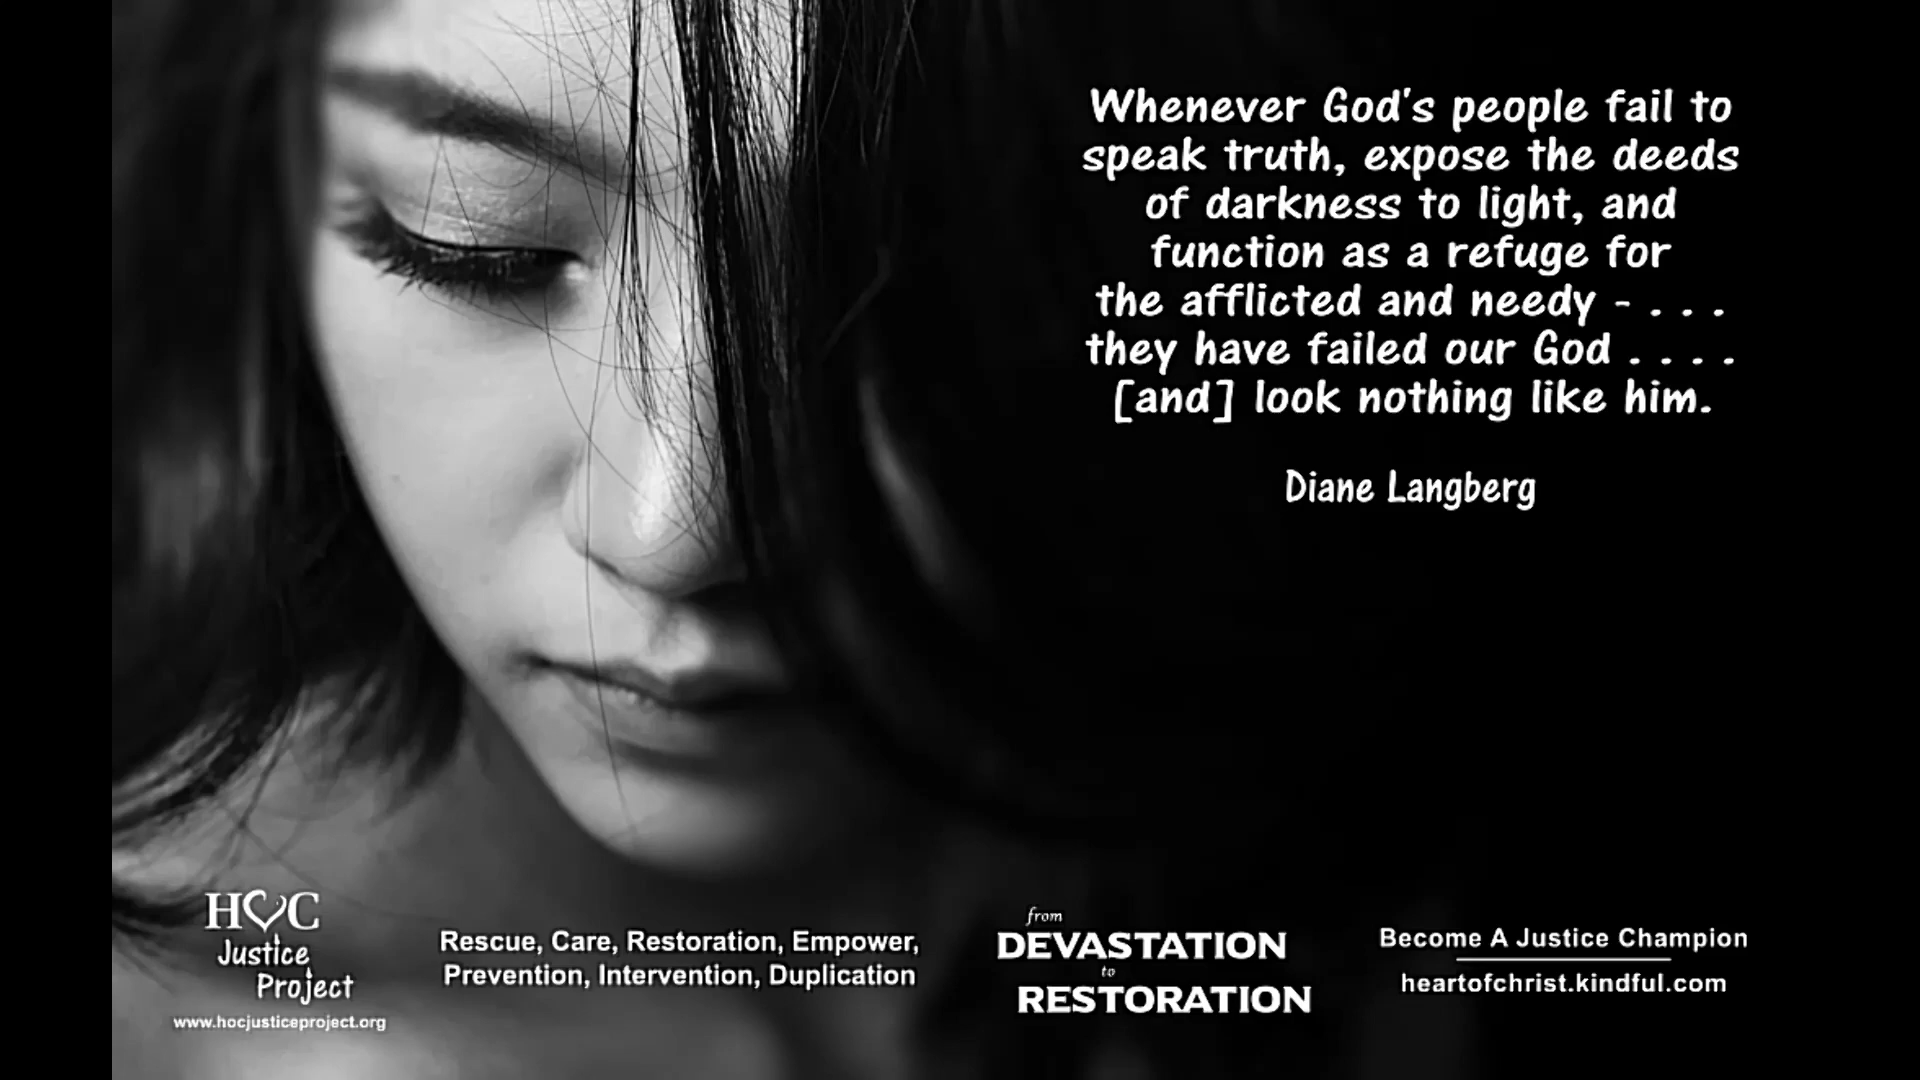 Whenever God's people fail to
speak truth, expose the deeds
of darkness to light, and
function as a refuge for
the afflicted and needy - . . .
they have failed our God . . . .
[and] look nothing like him.
Diane Langberg
HC
Justice
Project
www.hocjusticeproject.org
Rescue, Care, Restoration, Empower,
Prevention, Intervention, Duplication
from
DEVASTATION
to
RESTORATION
Become A Justice Champion
heartofchrist.kindful.com